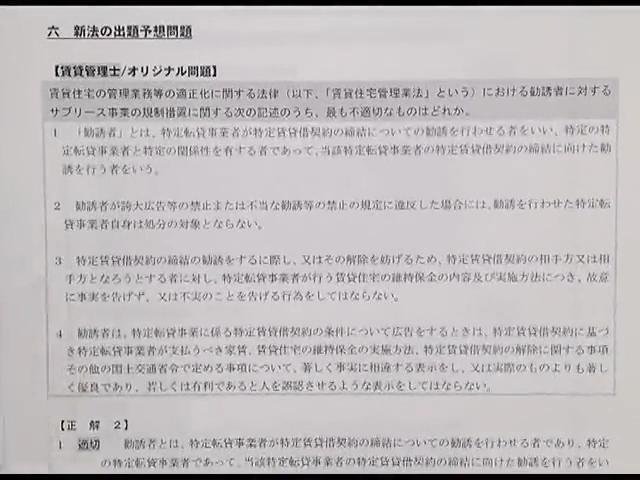 六　新法の出題予想問題
【賃貸管理士/オリジナル問題】
賃貸住宅の管理業務等の適正化に関する法律（以下、「賃貸住宅管理業法」という）における勧誘者に対する
サブリース事業の規制措置に関する次の記述のうち、最も不適切なものはどれか。
1　「勧誘者」とは、特定転貸事業者が特定賃貸借契約の締結についての勧誘を行わせる者をいい、特定の特
定転貸事業者と特定の関係性を有する者であって、当該特定転貸事業者の特定賃貸借契約の締結に向けた勧
誘を行う者をいう。
2　勧誘者が誇大広告等の禁止または不当な勧誘等の禁止の規定に違反した場合には、勧誘を行わせた特定転
貸事業者自身は処分の対象とならない。
3　特定賃貸借契約の締結の勧誘をするに際し、又はその解除を妨げるため、特定賃貸借契約の相手方又は相
手方となろうとする者に対し、特定転貸事業者が行う賃貸住宅の維持保全の内容及び実施方法につき、故意
に事実を告げず、又は不実のことを告げる行為をしてはならない。
4　勧誘者は、特定転貸事業に係る特定賃貸借契約の条件について広告をするときは、特定賃貸借契約に基づ
き特定転貸事業者が支払うべき家賃、賃貸住宅の維持保全の実施方法、特定賃貸借契約の解除に関する事項
その他の国土交通省令で定める事項について、著しく事実に相違する表示をし、又は実際のものよりも著し
く優良であり、若しくは有利であると人を誤認させるような表示をしてはならない。
【正　解　2】
1　適切　勧誘者とは、特定転貸事業者が特定賃貸借契約の締結についての勧誘を行わせる者であり、特定
の特定転貸事業者であって、当該特定転貸事業者の特定賃貸借契約の締結に向けた勧誘を行う者をい